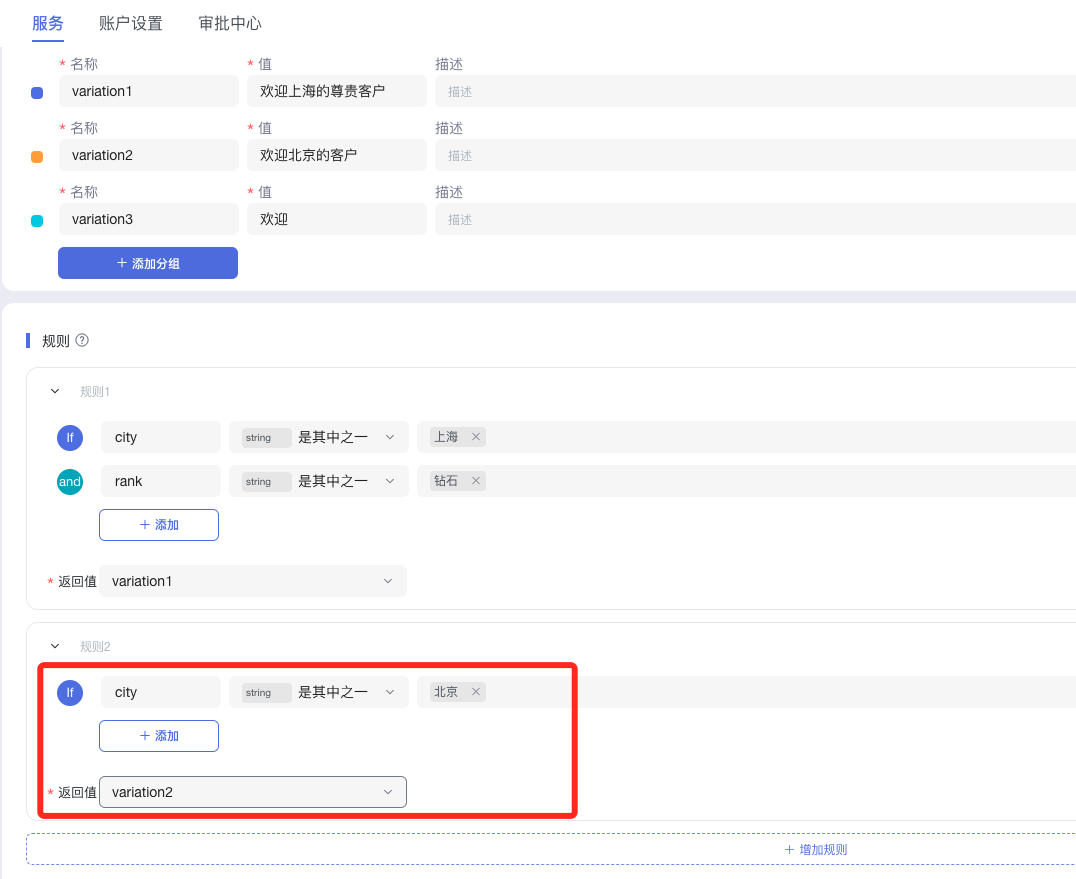 服务 账户设置 审批中心
* 名称 * 值 描述
variation1 欢迎上海的尊贵客户 描述
* 名称 * 值 描述
variation2 欢迎北京的客户 描述
* 名称 * 值 描述
variation3 欢迎 描述
+ 添加分组
规则 ?
规则1
If city string 是其中之一 上海 ×
and rank string 是其中之一 钻石 ×
+ 添加
* 返回值 variation1
规则2
If city string 是其中之一 北京 ×
+ 添加
* 返回值 variation2
+ 增加规则